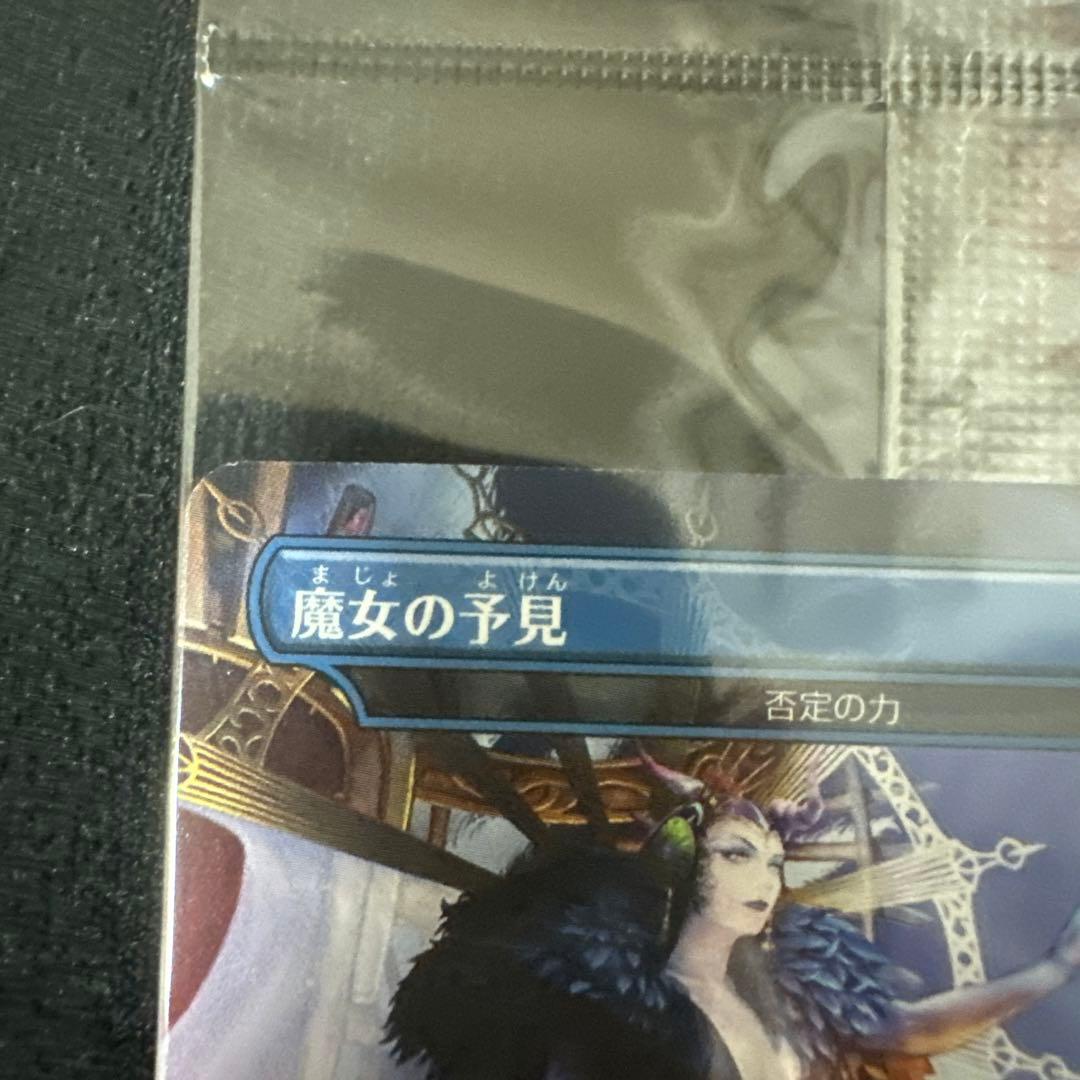 まじょ よけん
魔女の予見
否定の力